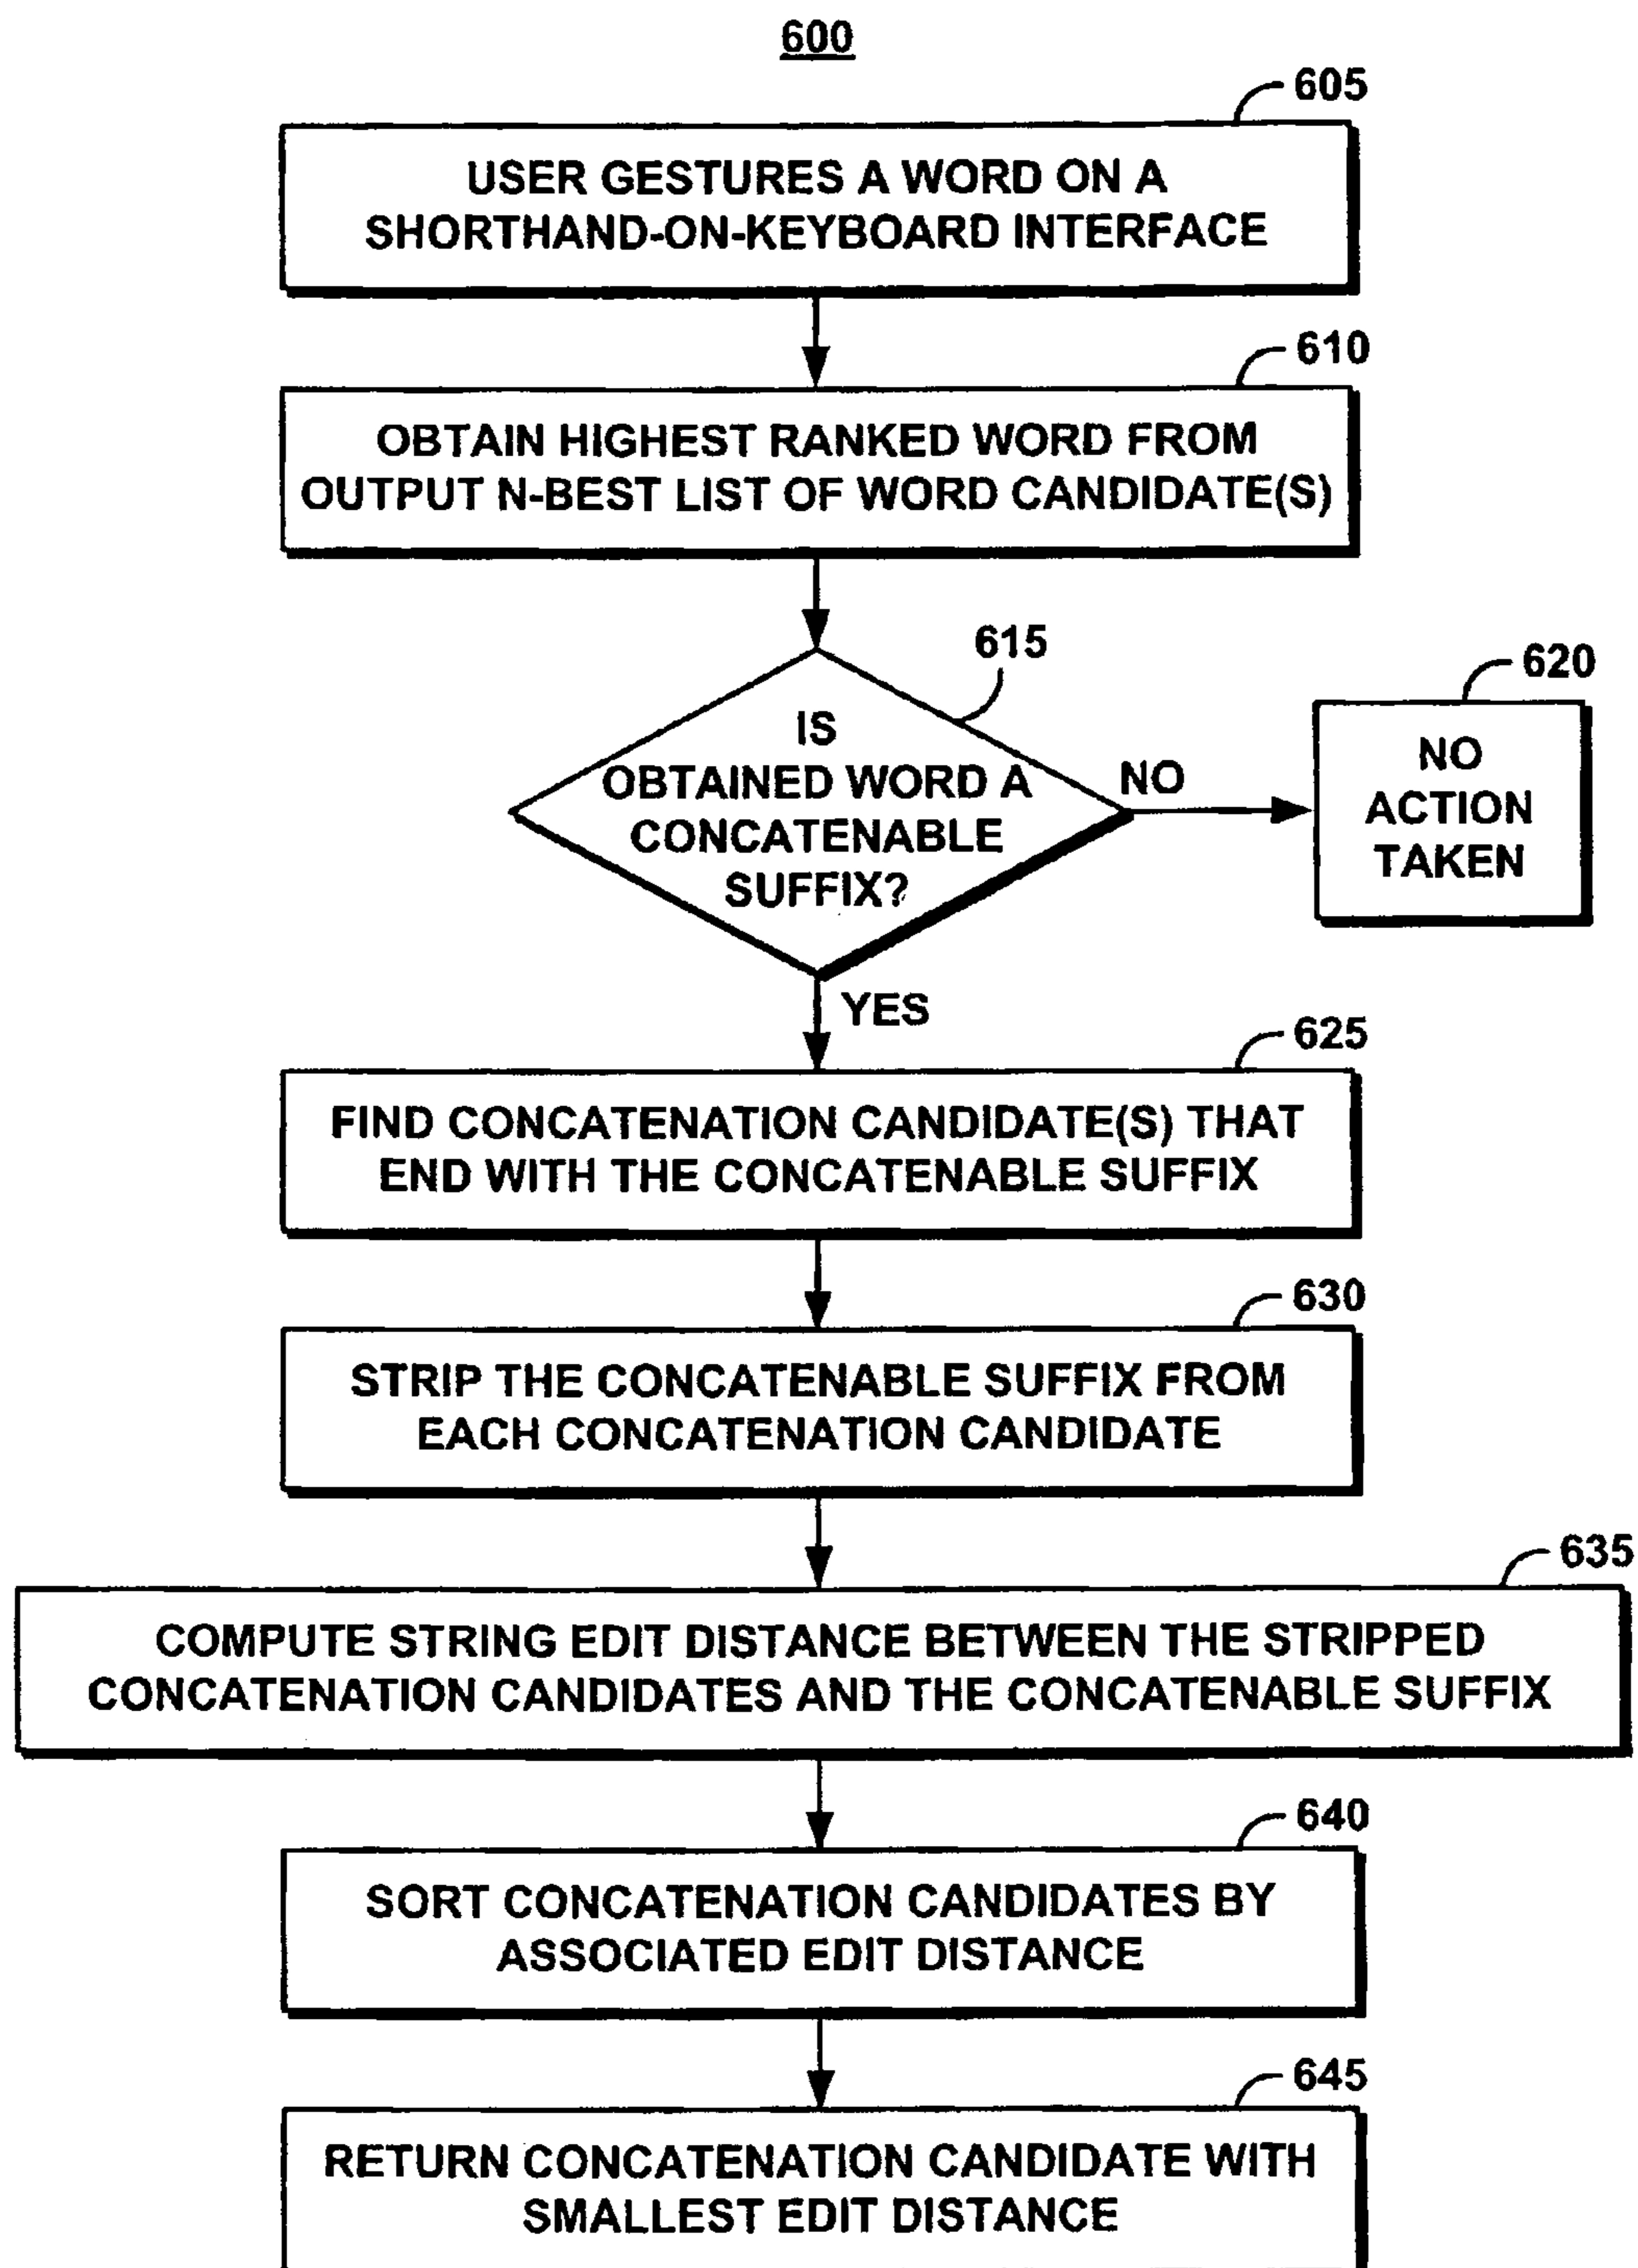 600
605
USER GESTURES A WORD ON A
SHORTHAND-ON-KEYBOARD INTERFACE
610
OBTAIN HIGHEST RANKED WORD FROM
OUTPUT N-BEST LIST OF WORD CANDIDATE(S)
615
IS
OBTAINED WORD A
CONCATENABLE
SUFFIX?
NO
620
NO
ACTION
TAKEN
YES
625
FIND CONCATENATION CANDIDATE(S) THAT
END WITH THE CONCATENABLE SUFFIX
630
STRIP THE CONCATENABLE SUFFIX FROM
EACH CONCATENATION CANDIDATE
635
COMPUTE STRING EDIT DISTANCE BETWEEN THE STRIPPED
CONCATENATION CANDIDATES AND THE CONCATENABLE SUFFIX
640
SORT CONCATENATION CANDIDATES BY
ASSOCIATED EDIT DISTANCE
645
RETURN CONCATENATION CANDIDATE WITH
SMALLEST EDIT DISTANCE